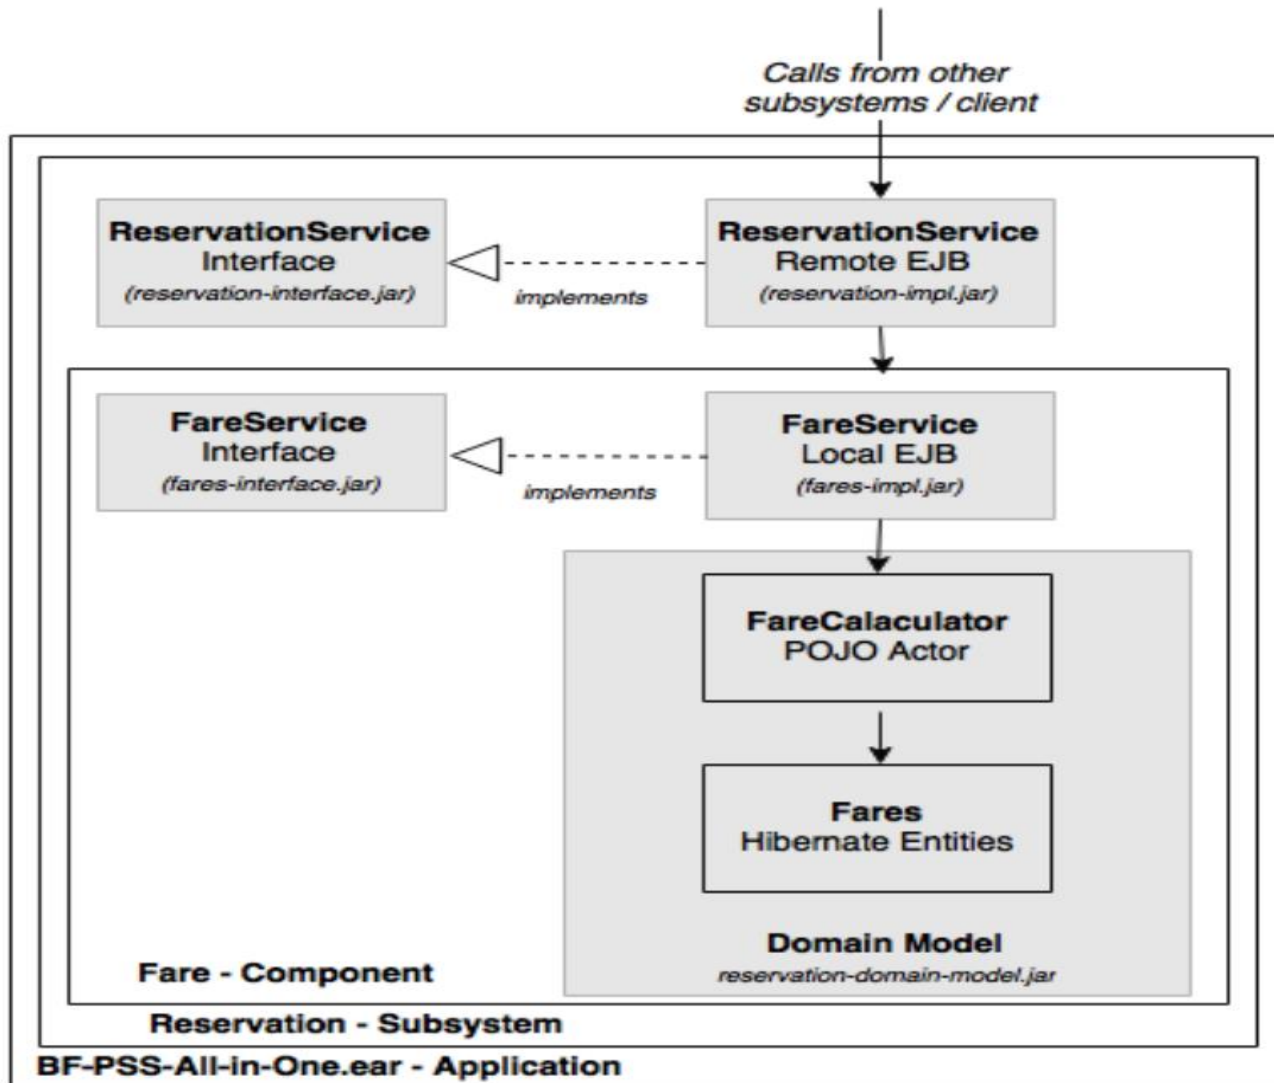 Calls from other
subsystems / client
ReservationService
Interface
(reservation-interface.jar)
implements
ReservationService
Remote EJB
(reservation-impl.jar)
FareService
Interface
(fares-interface.jar)
implements
FareService
Local EJB
(fares-impl.jar)
FareCalaculator
POJO Actor
Fares
Hibernate Entities
Domain Model
reservation-domain-model.jar
Fare - Component
Reservation - Subsystem
BF-PSS-All-in-One.ear - Application